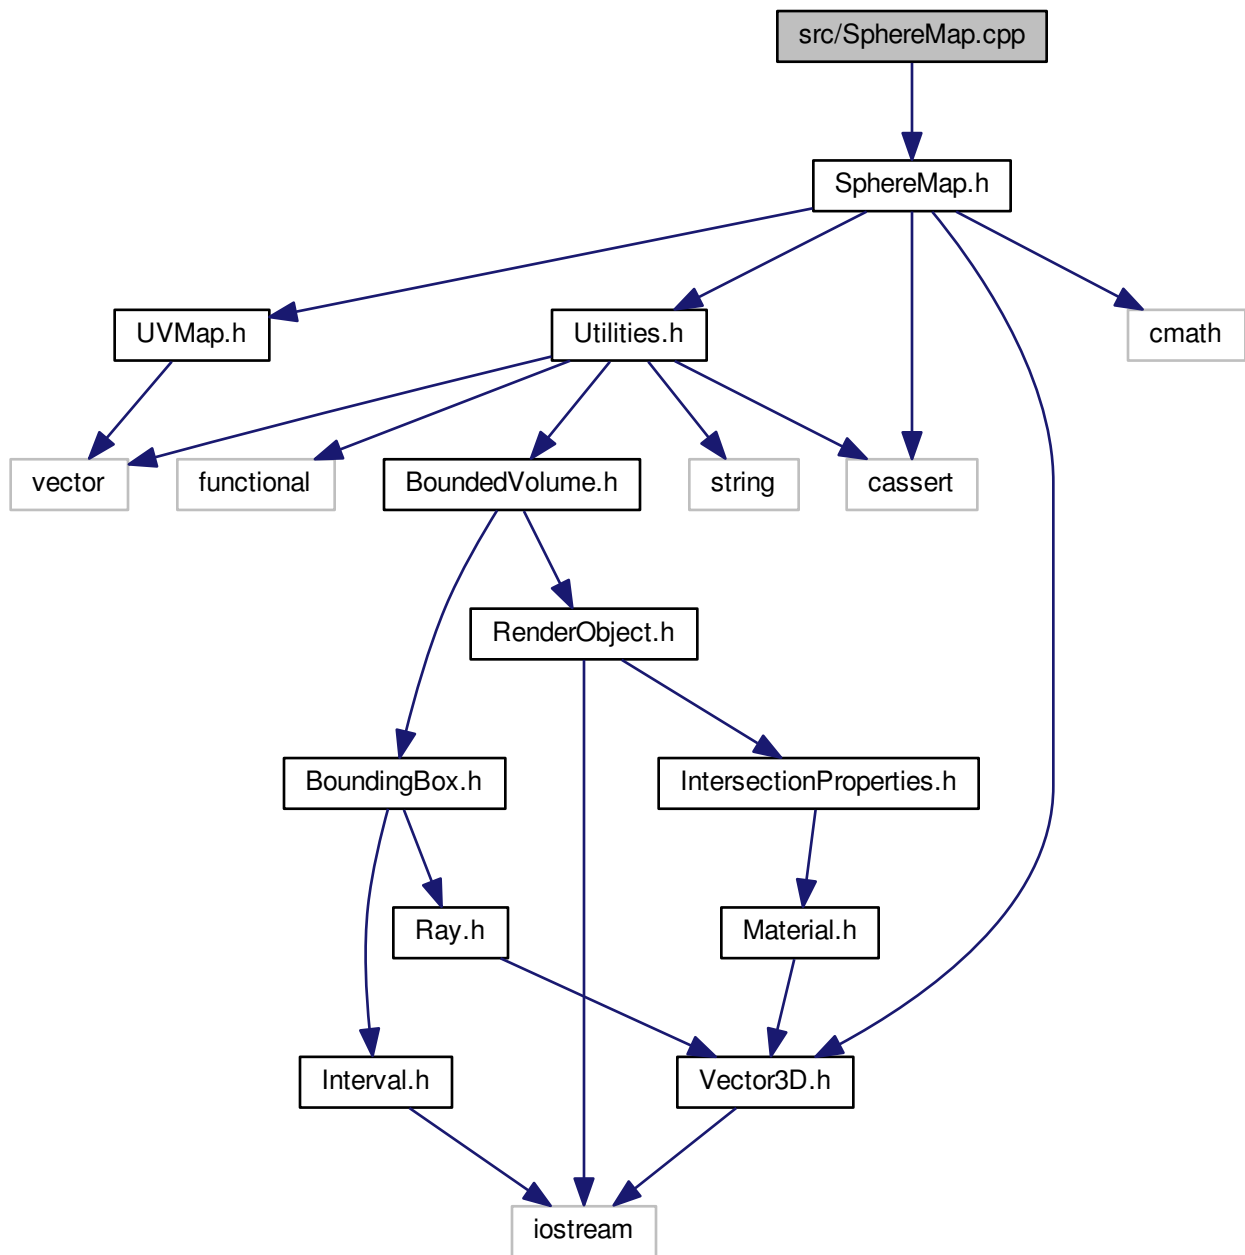 src/SphereMap.cpp
SphereMap.h
UVMap.h
Utilities.h
cmath
vector
functional
BoundedVolume.h
string
cassert
RenderObject.h
BoundingBox.h
IntersectionProperties.h
Ray.h
Material.h
Interval.h
Vector3D.h
iostream